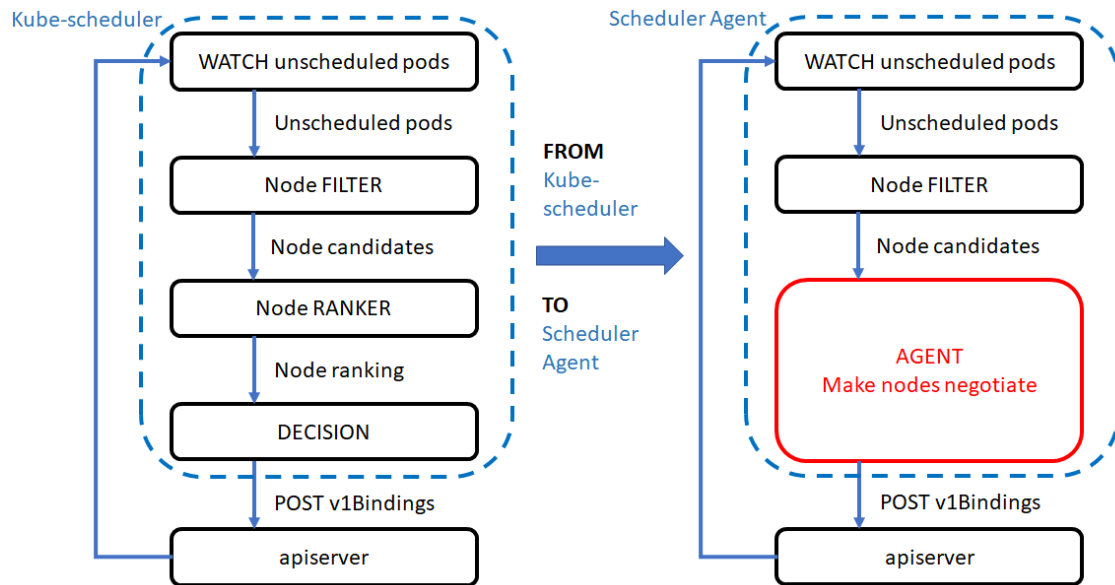 Kube-scheduler
WATCH unscheduled pods
Unscheduled pods
Node FILTER
Node candidates
Node RANKER
Node ranking
DECISION
POST v1Bindings
apiserver
FROM
Kube-
scheduler
TO
Scheduler
Agent
Scheduler Agent
WATCH unscheduled pods
Unscheduled pods
Node FILTER
Node candidates
AGENT
Make nodes negotiate
POST v1Bindings
apiserver